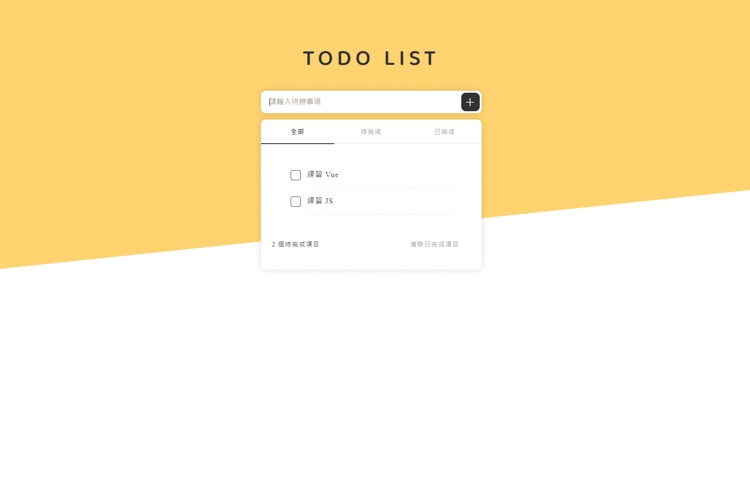 TODO LIST
請輸入待辦事項
全部 待完成 已完成
練習 Vue
練習 JS
2 個待完成項目 清除已完成項目